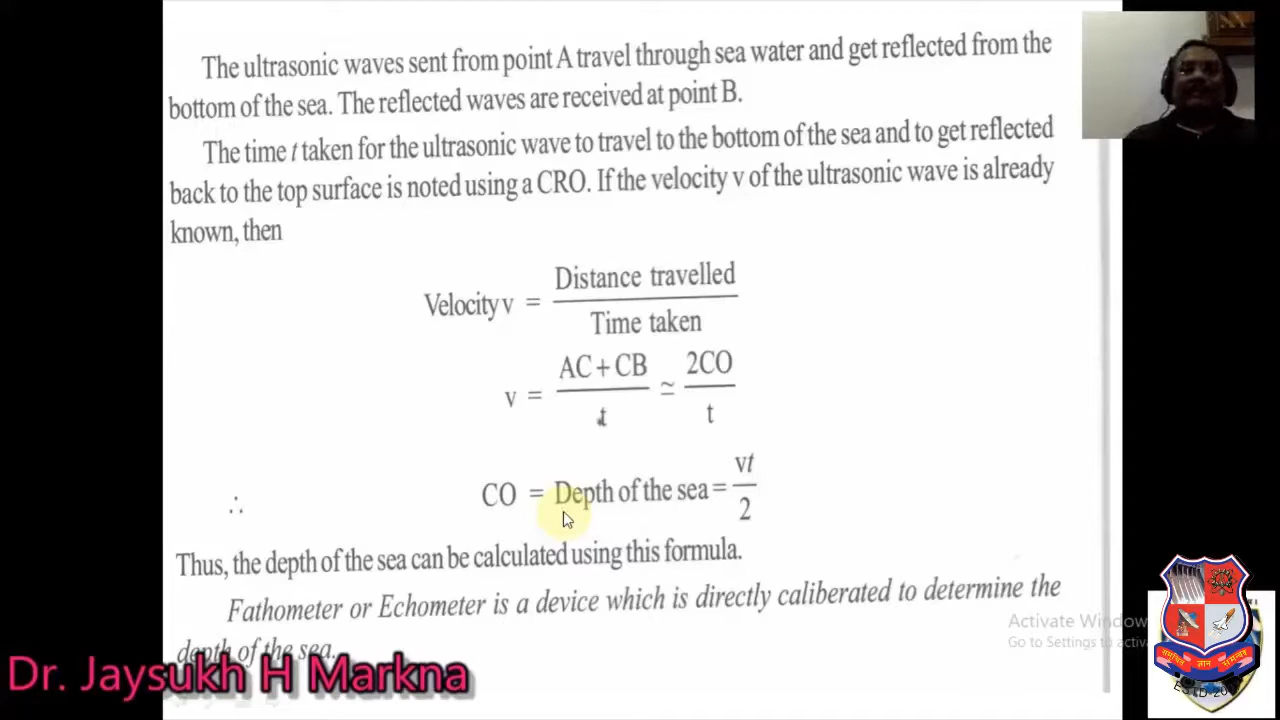 The ultrasonic waves sent from point A travel through sea water and get reflected from the
bottom of the sea. The reflected waves are received at point B.
The time t taken for the ultrasonic wave to travel to the bottom of the sea and to get reflected
back to the top surface is noted using a CRO. If the velocity v of the ultrasonic wave is already
known, then
Velocity v = Distance travelled / Time taken
v = AC + CB / t ≃ 2CO / t
∴ CO = Depth of the sea = vt / 2
Thus, the depth of the sea can be calculated using this formula.
Fathometer or Echometer is a device which is directly caliberated to determine the
depth of the sea.
Activate Window
Go to Settings to activ
Dr. Jaysukh H Markna